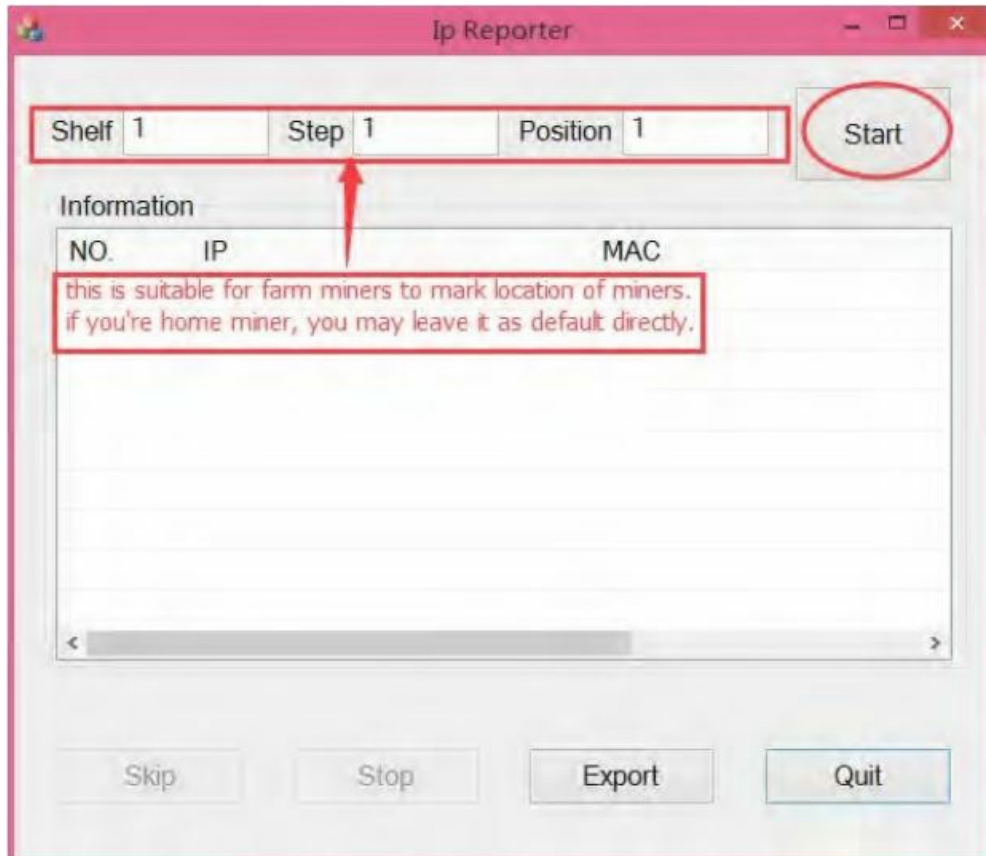 Ip Reporter
Shelf 1 Step 1 Position 1 Start
Information
NO. IP MAC
this is suitable for farm miners to mark location of miners.
if you're home miner, you may leave it as default directly.
Skip Stop Export Quit